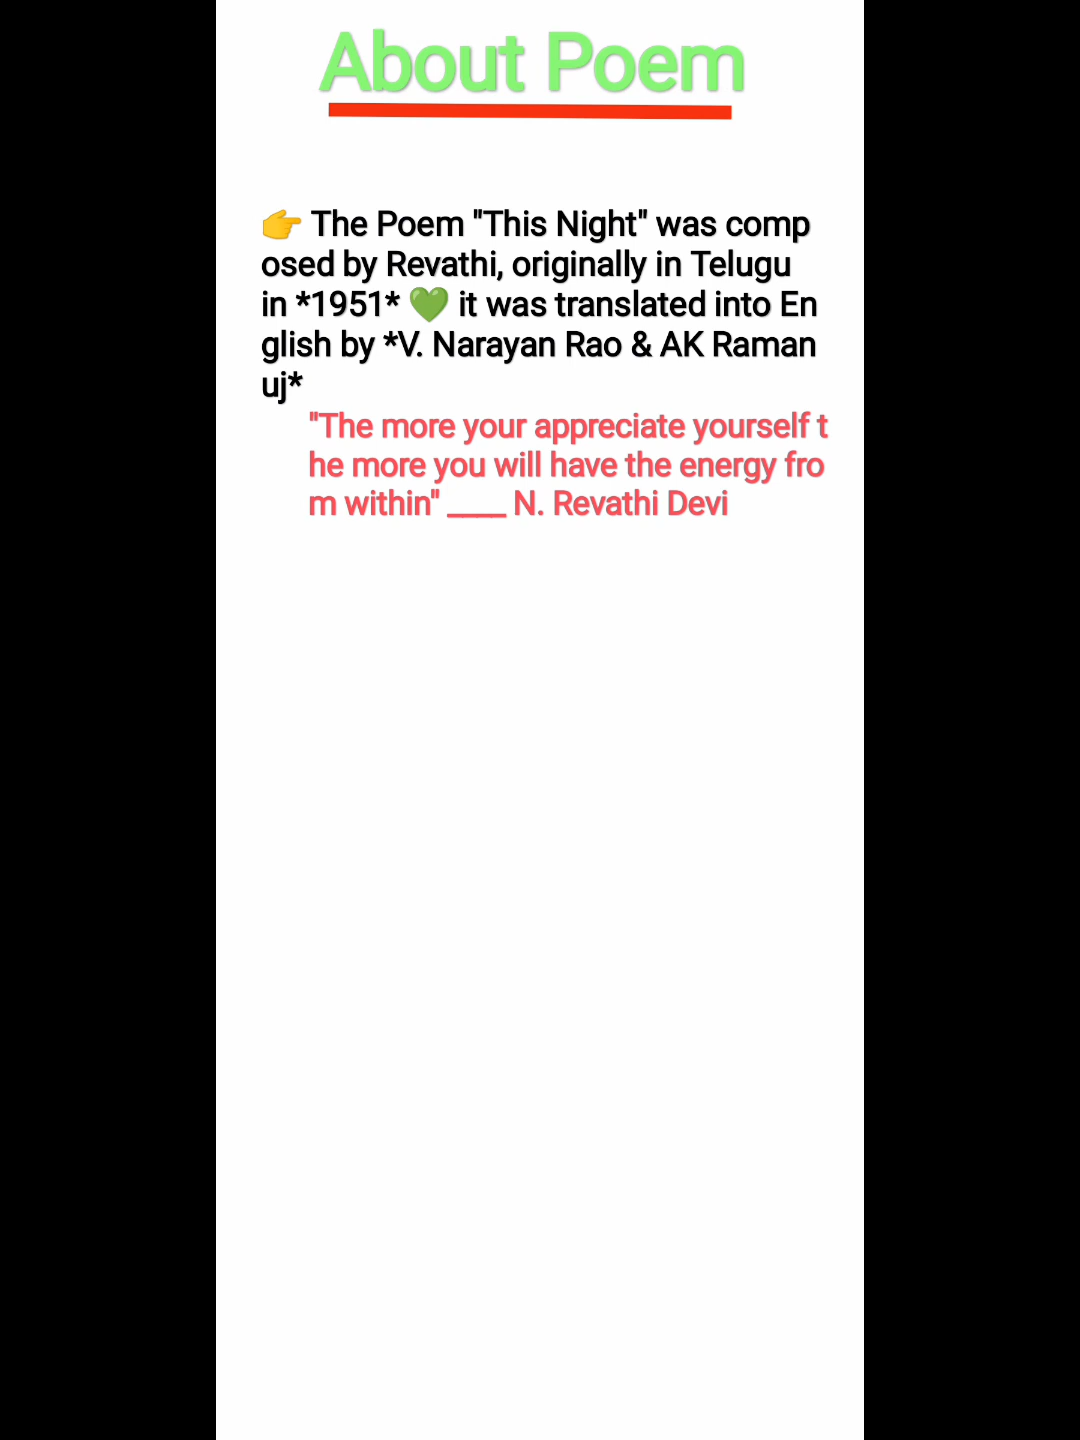 About Poem
👉 The Poem "This Night" was comp
osed by Revathi, originally in Telugu
in *1951* 💚 it was translated into En
glish by *V. Narayan Rao & AK Raman
uj*
"The more your appreciate yourself t
he more you will have the energy fro
m within" ____ N. Revathi Devi